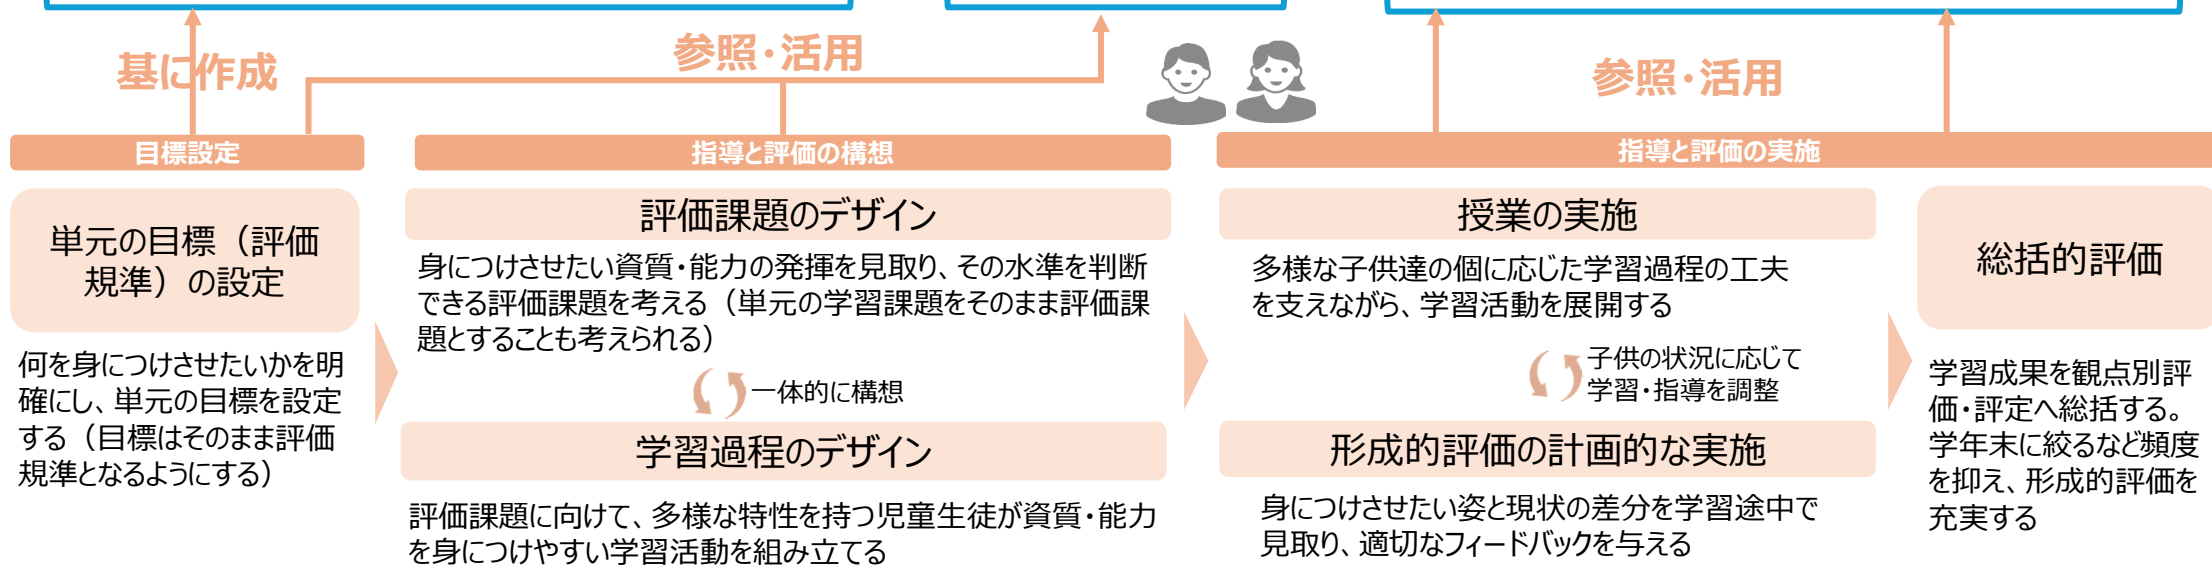 基に作成
参照・活用
参照・活用
目標設定
単元の目標（評価
規準）の設定
何を身につけさせたいかを明
確にし、単元の目標を設定
する（目標はそのまま評価
規準となるようにする）
指導と評価の構想
評価課題のデザイン
身につけさせたい資質・能力の発揮を見取り、その水準を判断
できる評価課題を考える（単元の学習課題をそのまま評価課
題とすることも考えられる）
一体的に構想
学習過程のデザイン
評価課題に向けて、多様な特性を持つ児童生徒が資質・能力
を身につけやすい学習活動を組み立てる
指導と評価の実施
授業の実施
多様な子供達の個に応じた学習過程の工夫
を支えながら、学習活動を展開する
子供の状況に応じて
学習・指導を調整
形成的評価の計画的な実施
身につけさせたい姿と現状の差分を学習途中で
見取り、適切なフィードバックを与える
総括的評価
学習成果を観点別評
価・評定へ総括する。
学年末に絞るなど頻度
を抑え、形成的評価を
充実する